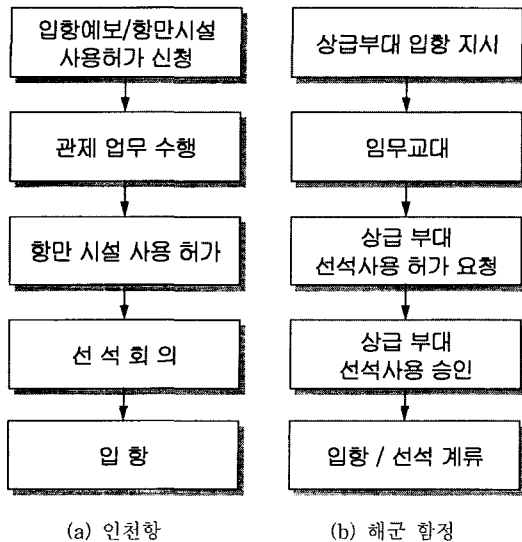 입항예보/항만시설
사용허가 신청
관제 업무 수행
항만 시설 사용 허가
선 석 회 의
입 항
(a) 인천항
상급부대 입항 지시
임무교대
상급 부대
선석사용 허가 요청
상급 부대
선석사용 승인
입항 / 선석 계류
(b) 해군 함정